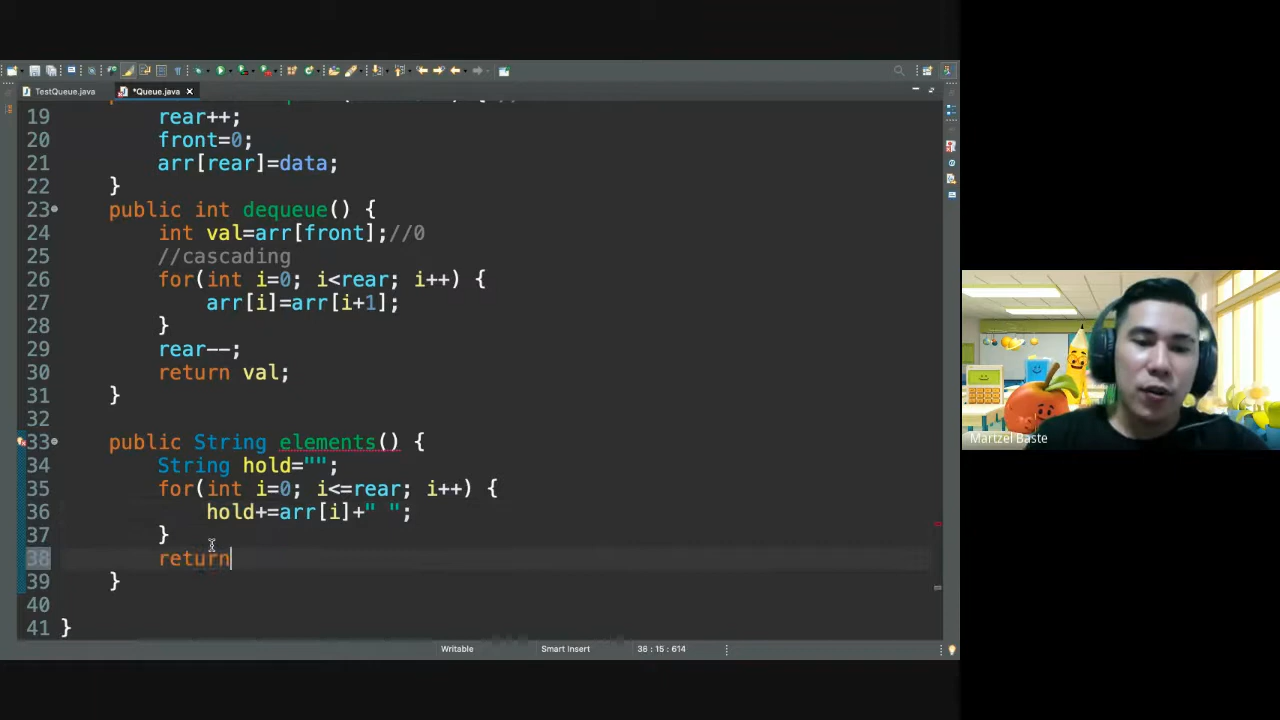 TestQueue.java
*Queue.java
19 rear++;
20 front=0;
21 arr[rear]=data;
22 }
23 public int dequeue() {
24 int val=arr[front];//0
25 //cascading
26 for(int i=0; i<rear; i++) {
27 arr[i]=arr[i+1];
28 }
29 rear--;
30 return val;
31 }
32
33 public String elements() {
34 String hold="";
35 for(int i=0; i<=rear; i++) {
36 hold+=arr[i]+" ";
37 }
38 return
39 }
40
41 }
Writable
Smart Insert
38 : 15 : 614
Martzel Baste